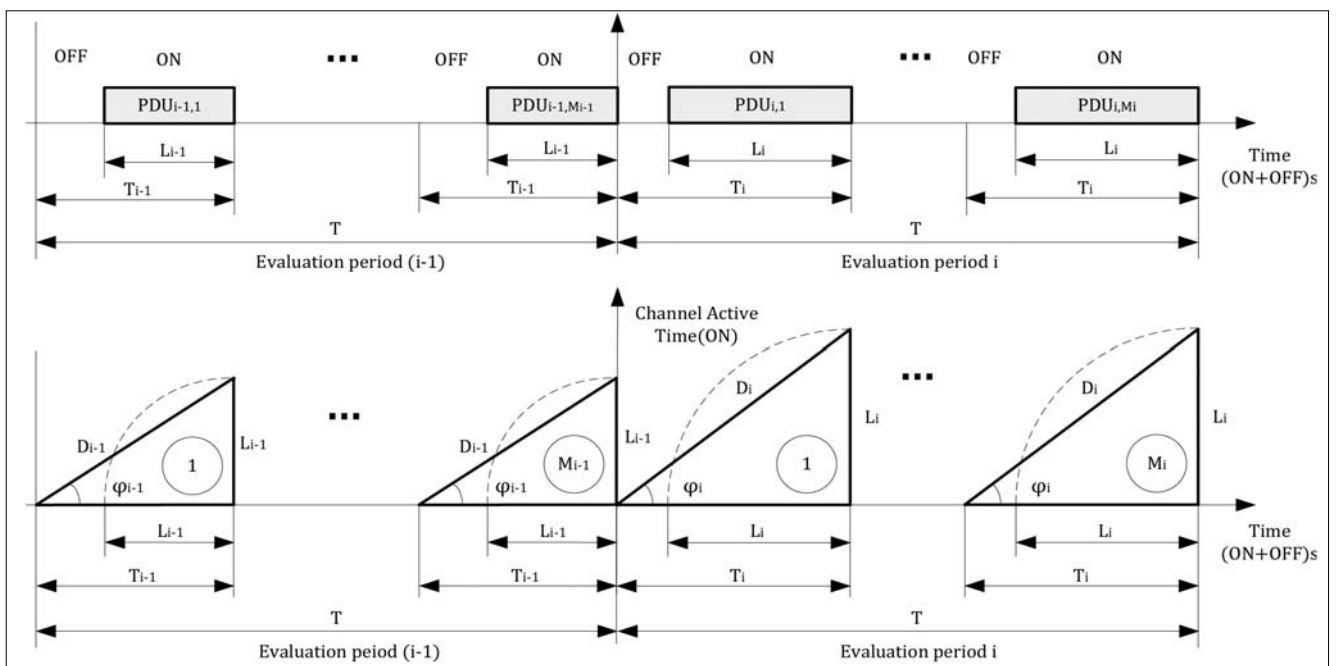 OFF ON ... OFF ON OFF ON ... OFF ON
PDUi-1,1 PDUi-1,Mi-1 PDUi,1 PDUi,Mi
Li-1 Li-1 Li Li
Time
(ON+OFF)s
Ti-1 Ti-1 Ti Ti
T T
Evaluation period (i-1) Evaluation period i
Channel Active
Time(ON)
... ...
Di-1 Di-1 Di Di
Li-1 Li-1 Li Li
1 Mi-1 1 Mi
φi-1 φi-1 φi φi
Li-1 Li-1 Li Li
Time
(ON+OFF)s
Ti-1 Ti-1 Ti Ti
T T
Evaluation peiod (i-1) Evaluation period i